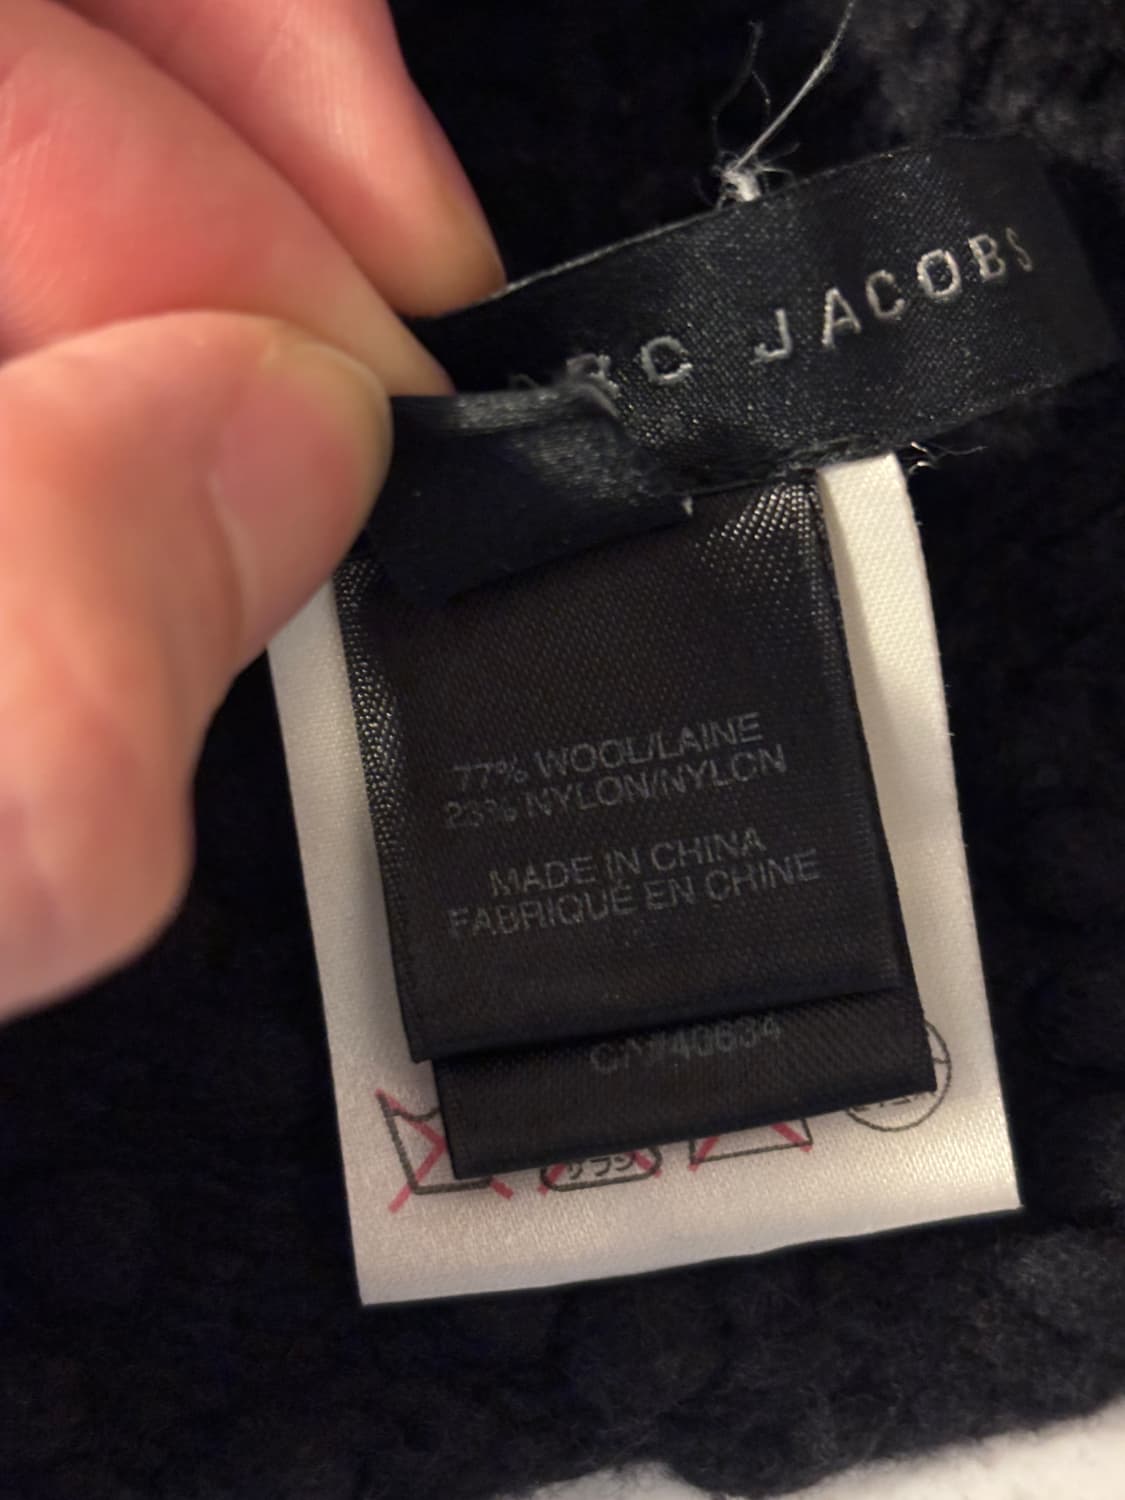 RC JACOBS
77% WOOL/LAINE
23% NYLON/NYLON
MADE IN CHINA
FABRIQUÉ EN CHINE